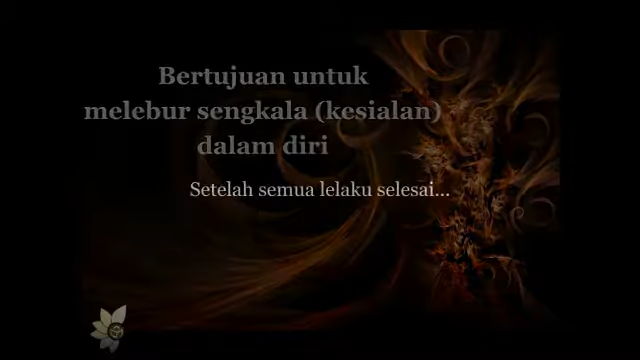 Bertujuan untuk
melebur sengkala (kesialan)
dalam diri
Setelah semua lelaku selesai...